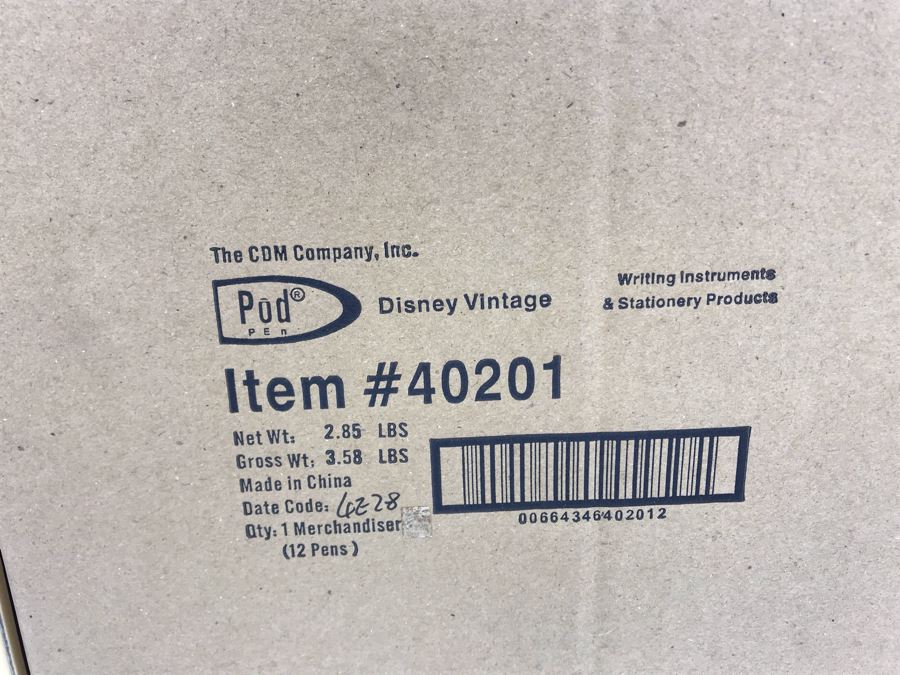 The CDM Company, Inc.
Pod®
PEn
Disney Vintage
Writing Instruments
& Stationery Products
Item #40201
Net Wt: 2.85 LBS
Gross Wt: 3.58 LBS
Made in China
Date Code: 4E28
Qty: 1 Merchandiser
(12 Pens)
00664346402012